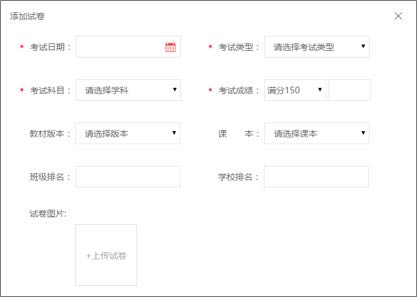 添加试卷
* 考试日期： * 考试类型： 请选择考试类型
* 考试科目： 请选择学科 * 考试成绩： 满分150
教材版本： 请选择版本 课 本： 请选择课本
班级排名： 学校排名：
试卷图片:
+上传试卷